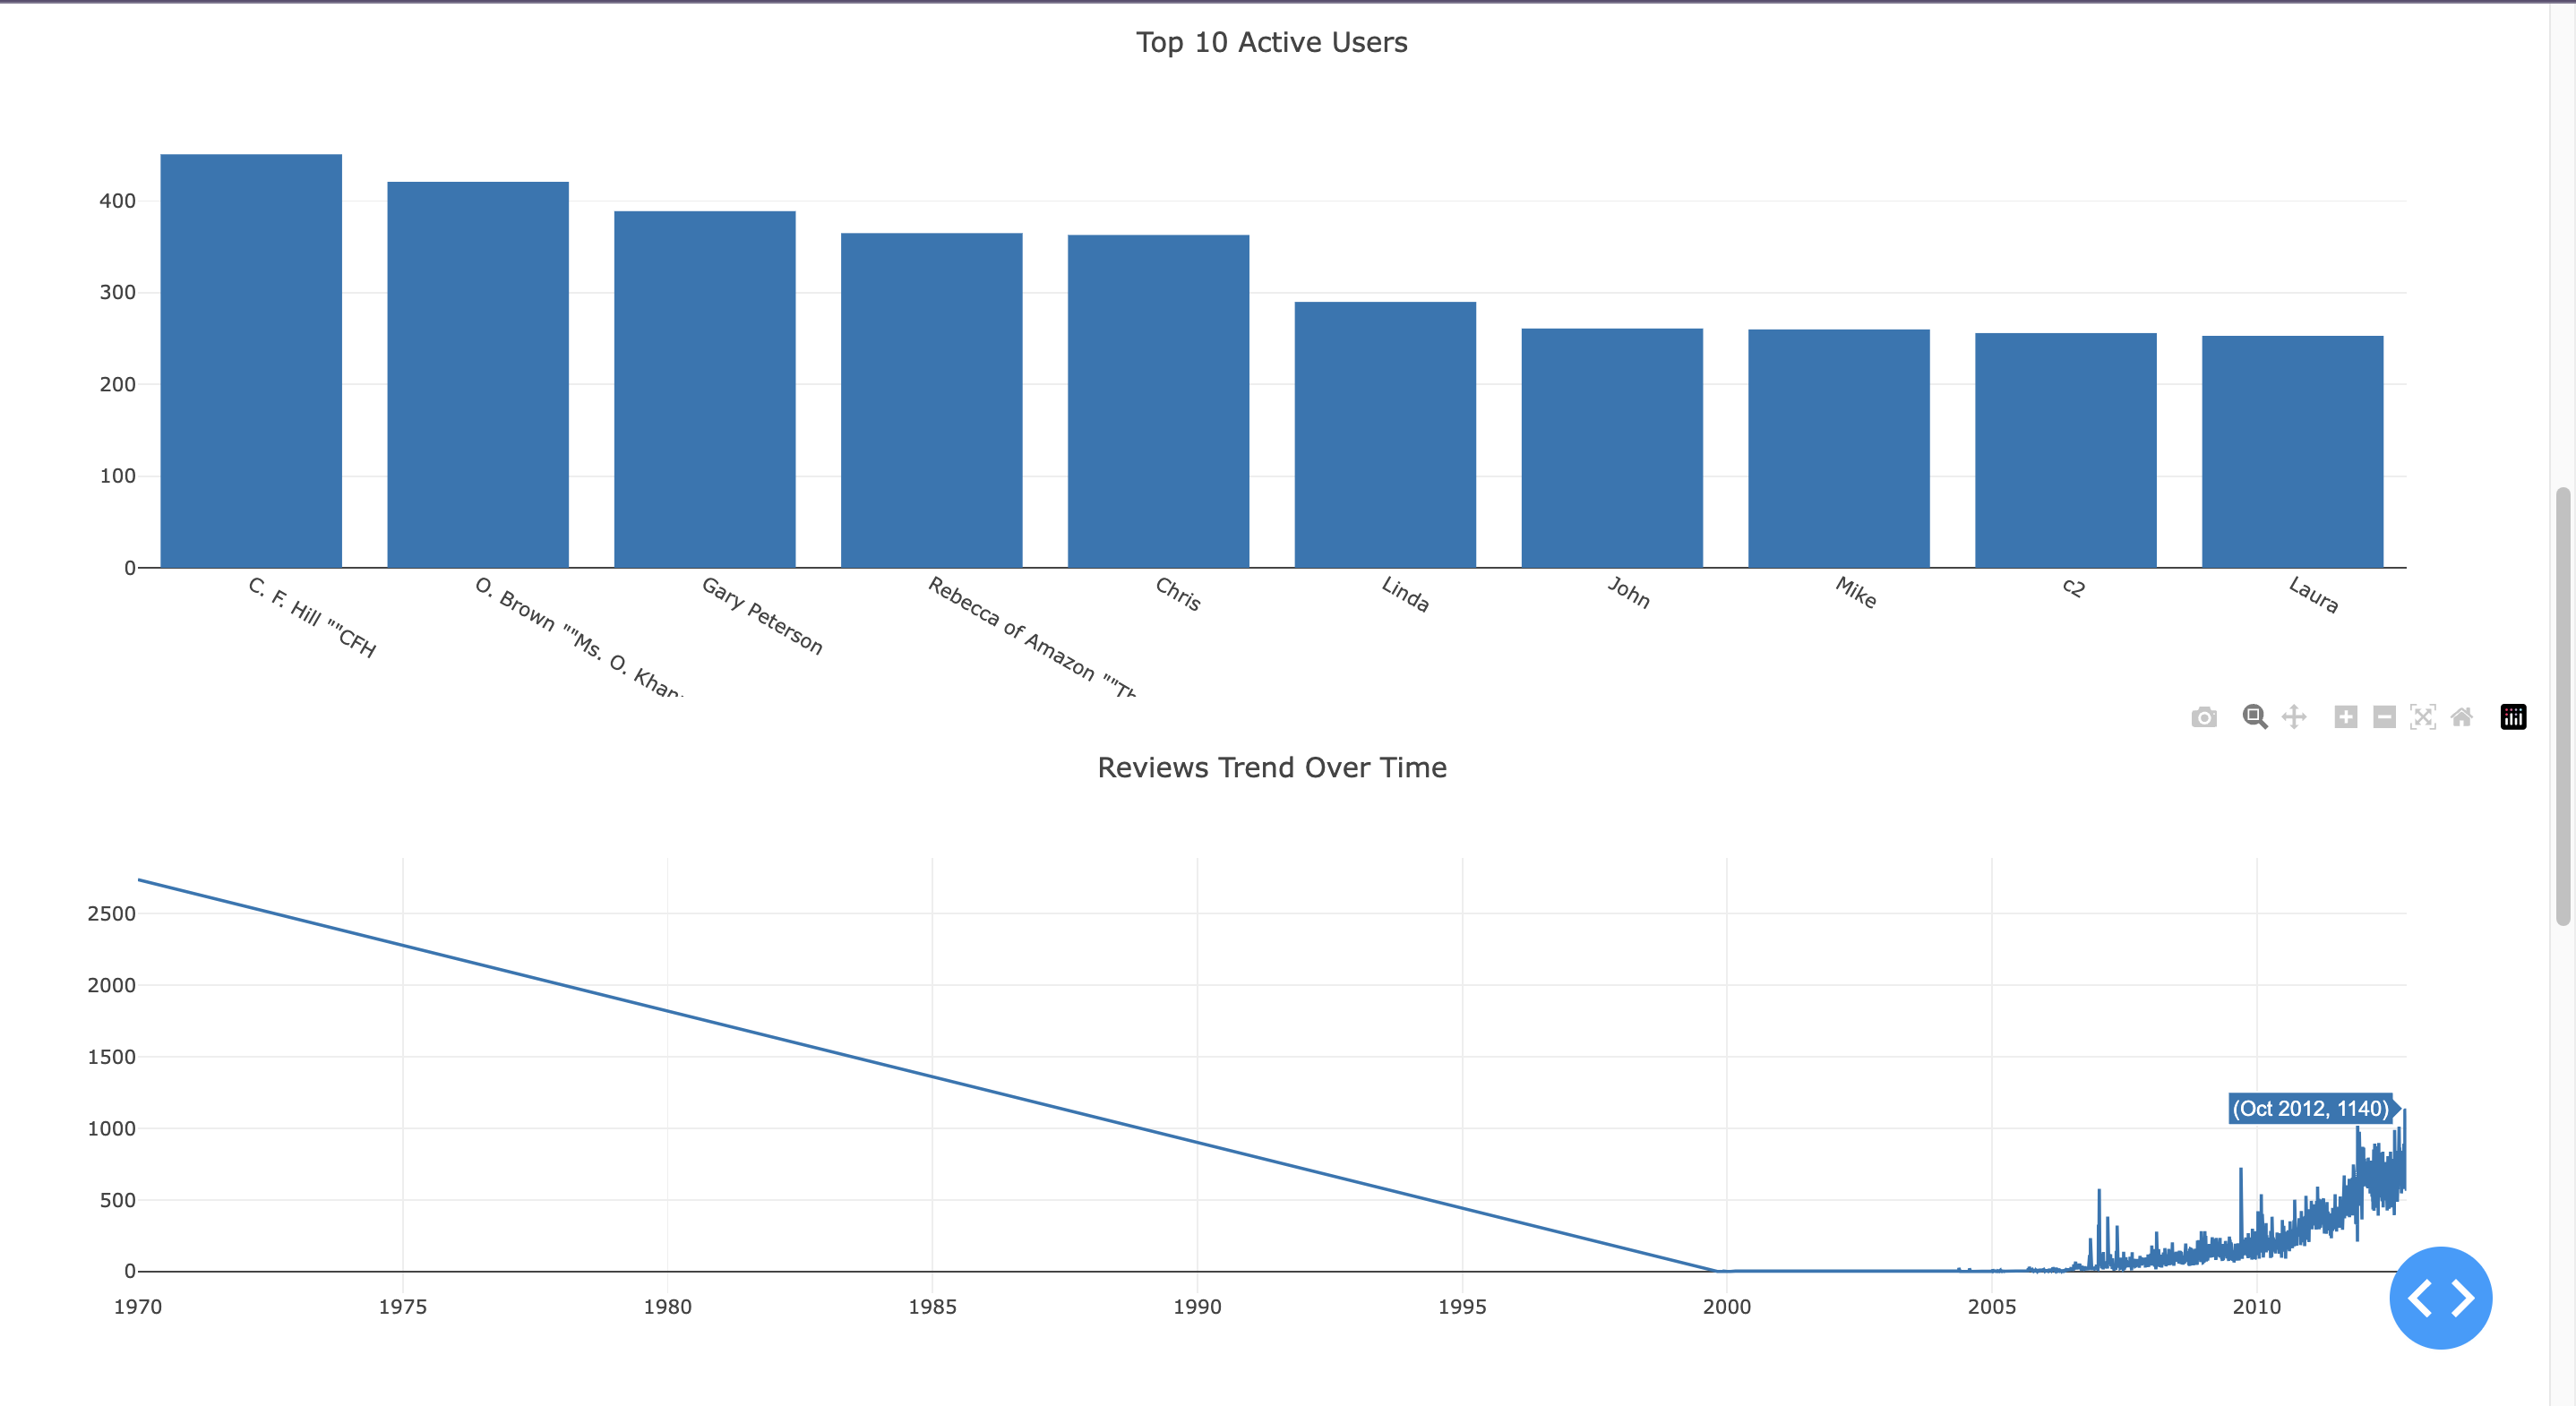 Top 10 Active Users
400
300
200
100
0
C. F. Hill ""CFH
O. Brown ""Ms. O. Khan
Gary Peterson
Rebecca of Amazon ""Th
Chris
Linda
John
Mike
c2
Laura
Reviews Trend Over Time
2500
2000
1500
1000
500
0
(Oct 2012, 1140)
1970
1975
1980
1985
1990
1995
2000
2005
2010